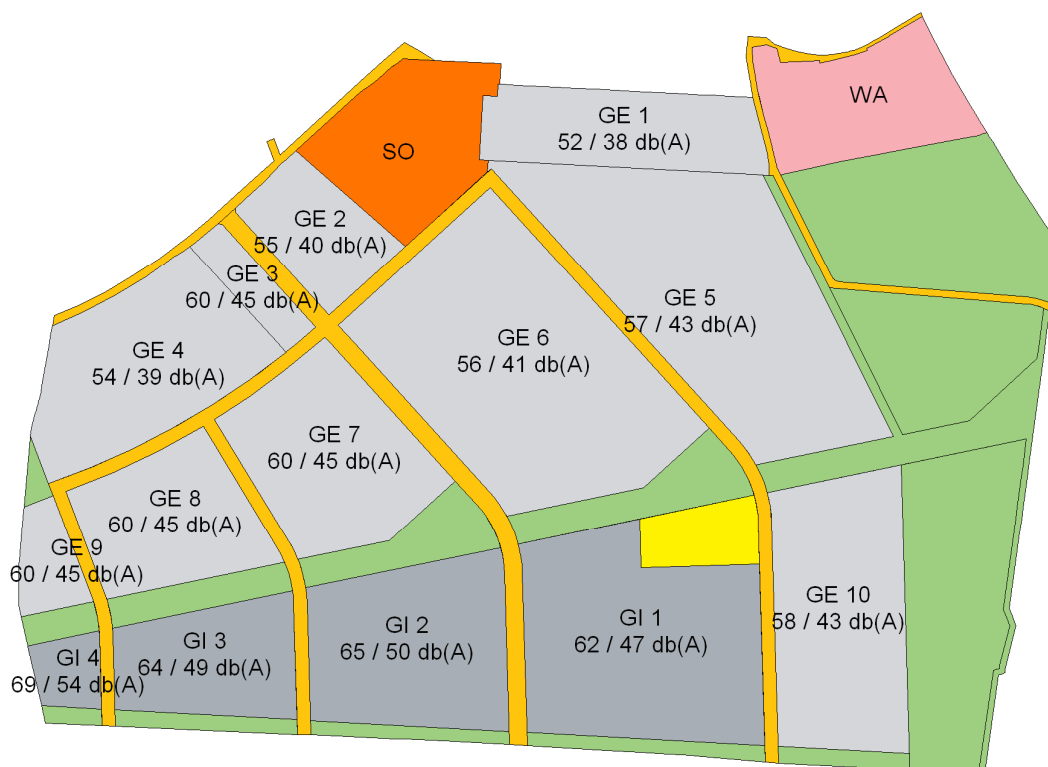 WA
GE 1
52 / 38 db(A)
SO
GE 2
55 / 40 db(A)
GE 3
60 / 45 db(A)
GE 5
57 / 43 db(A)
GE 6
56 / 41 db(A)
GE 4
54 / 39 db(A)
GE 7
60 / 45 db(A)
GE 8
60 / 45 db(A)
GE 9
60 / 45 db(A)
GE 10
58 / 43 db(A)
GI 1
62 / 47 db(A)
GI 2
65 / 50 db(A)
GI 3
64 / 49 db(A)
GI 4
69 / 54 db(A)